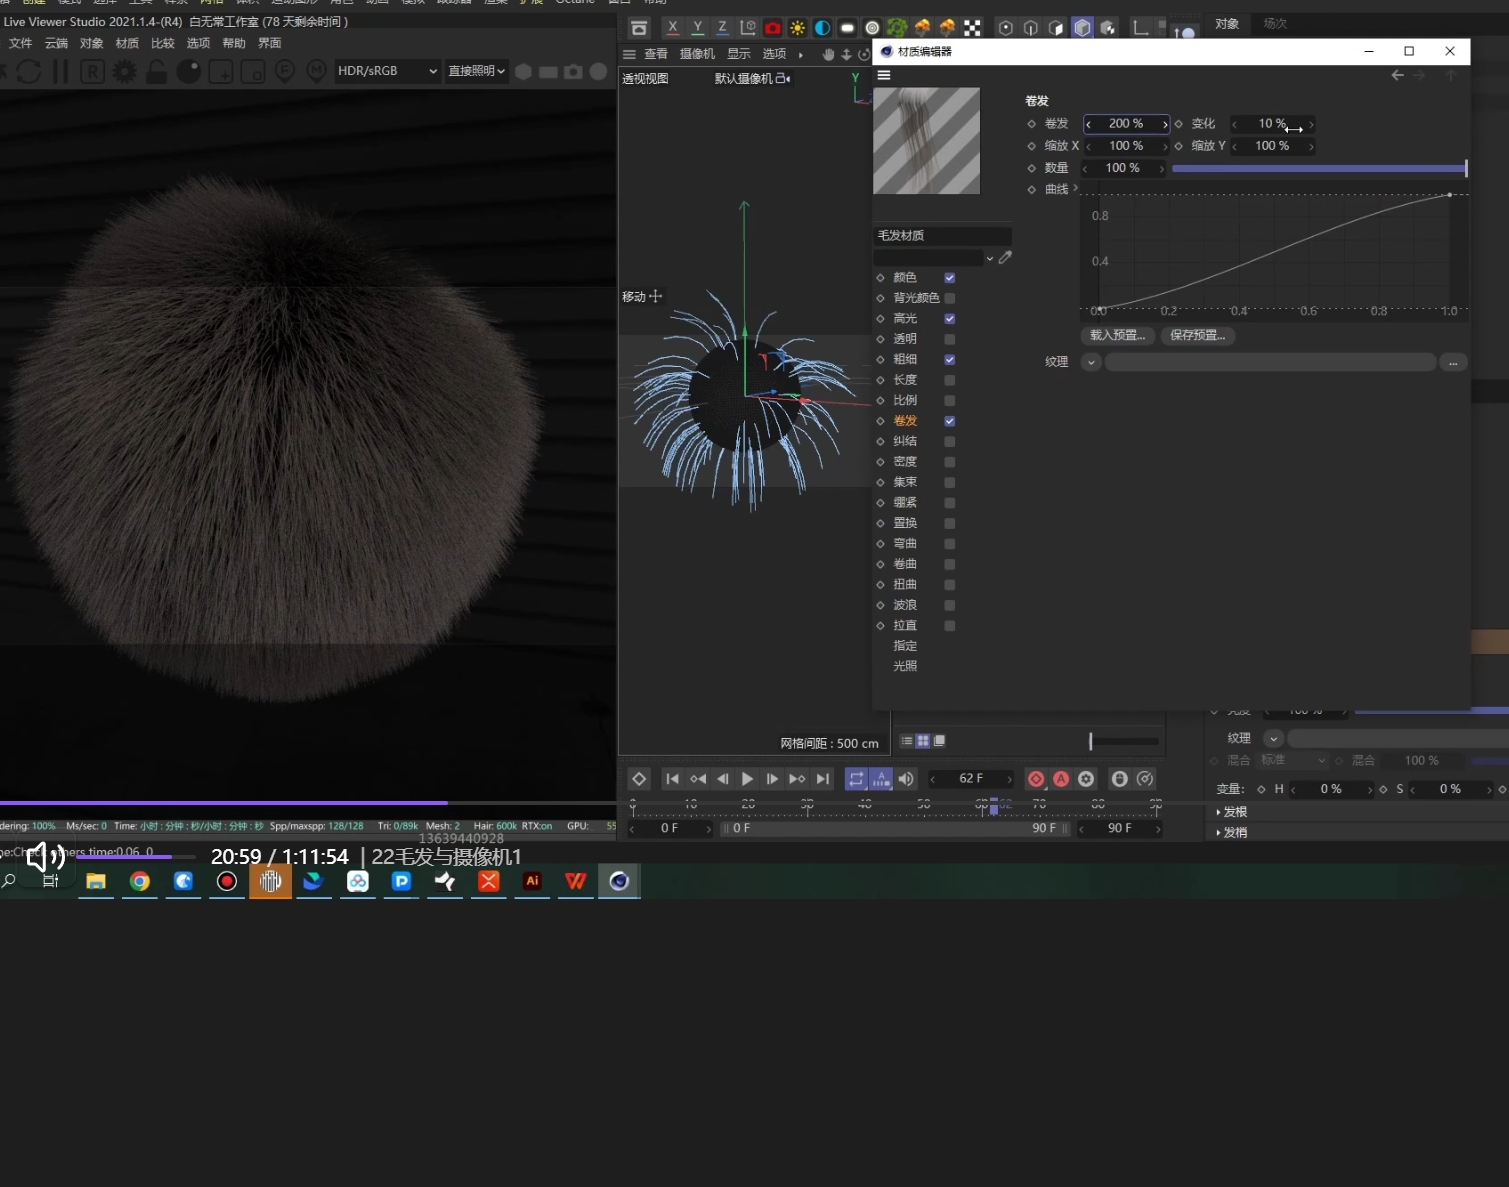 Live Viewer Studio 2021.1.4-(R4) 白无常工作室 (78 天剩余时间 )
文件 云端 对象 材质 比较 选项 帮助 界面
HDR/sRGB 直接照明
X Y Z
查看 摄像机 显示 选项
透视视图 默认摄像机
Y
移动
网格间距 : 500 cm
对象 场次
材质编辑器
毛发材质
颜色
背光颜色
高光
透明
粗细
长度
比例
卷发
纠结
密度
集束
绷紧
置换
弯曲
卷曲
扭曲
波浪
拉直
指定
光照
卷发
卷发 200 % 变化 10 %
缩放 X 100 % 缩放 Y 100 %
数量 100 %
曲线
0.8
0.4
0.0 0.2 0.4 0.6 0.8 1.0
载入预置... 保存预置...
纹理 ...
纹理
混合 标准 混合 100 %
变量: H 0 % S 0 %
发根
发梢
62 F
0 10 20 30 40 50 62 70 80
0 F 0 F 90 F 90 F
dering: 100% Ms/sec: 0 Time: 小时 : 分钟 : 秒/小时 : 分钟 : 秒 Spp/maxspp: 128/128 Tri: 0/89k Mesh: 2 Hair: 600k RTX:on GPU: 55
13639440928
20:59 / 1:11:54 | 22毛发与摄像机1
Ai